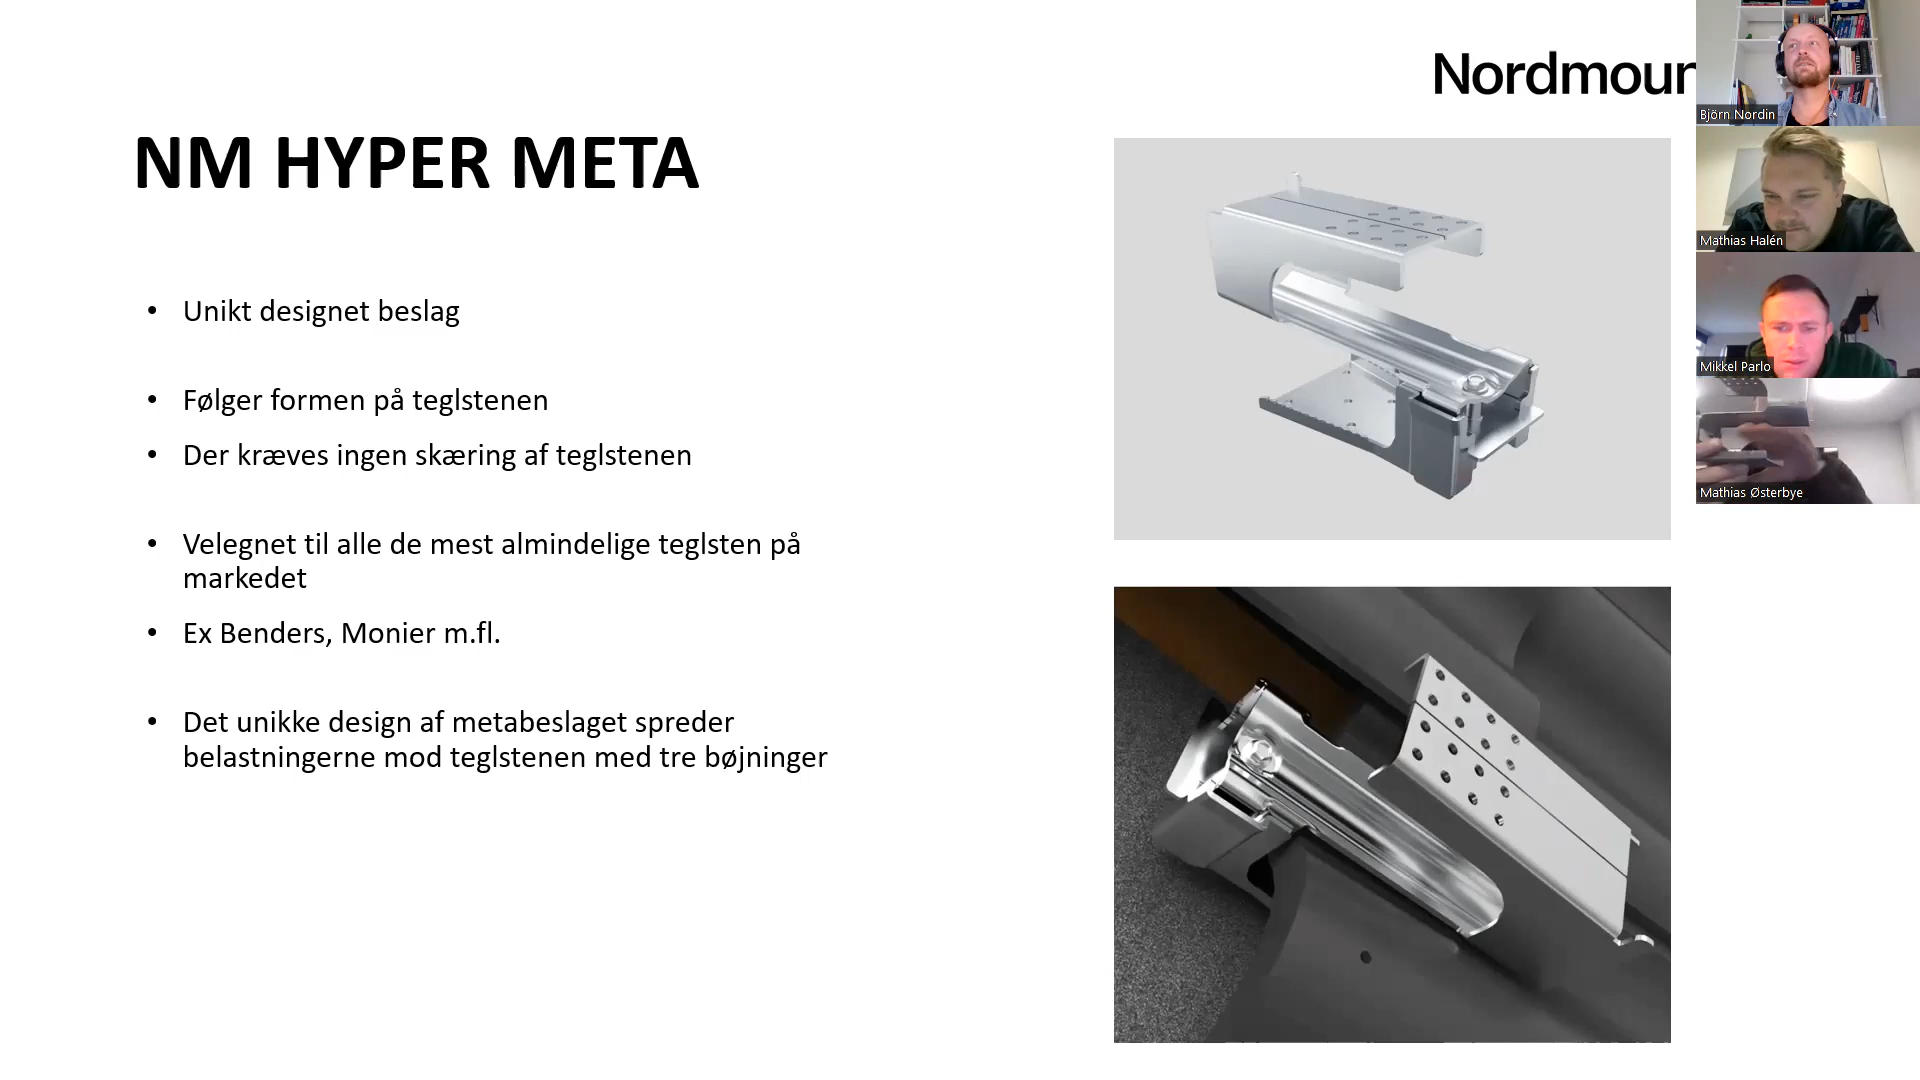 Nordmoun
NM HYPER META
• Unikt designet beslag
• Følger formen på teglstenen
• Der kræves ingen skæring af teglstenen
• Velegnet til alle de mest almindelige teglsten på
markedet
• Ex Benders, Monier m.fl.
• Det unikke design af metabeslaget spreder
belastningerne mod teglstenen med tre bøjninger
Björn Nordin
Mathias Halén
Mikkel Parlo
Mathias Østerbye